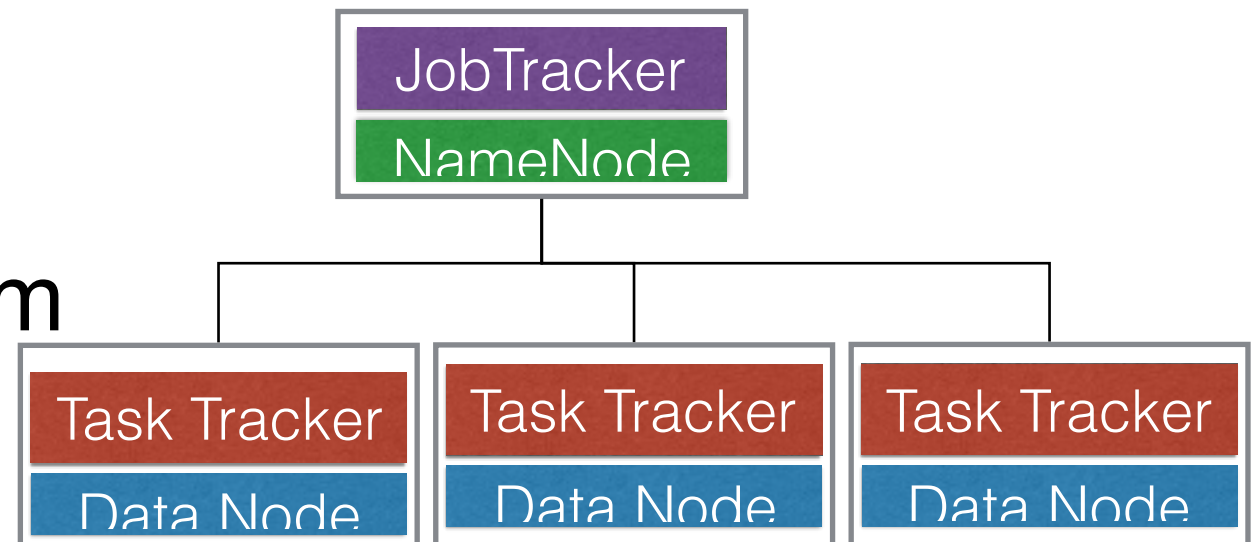 JobTracker
NameNode
m
Task Tracker Task Tracker Task Tracker
Data Node Data Node Data Node